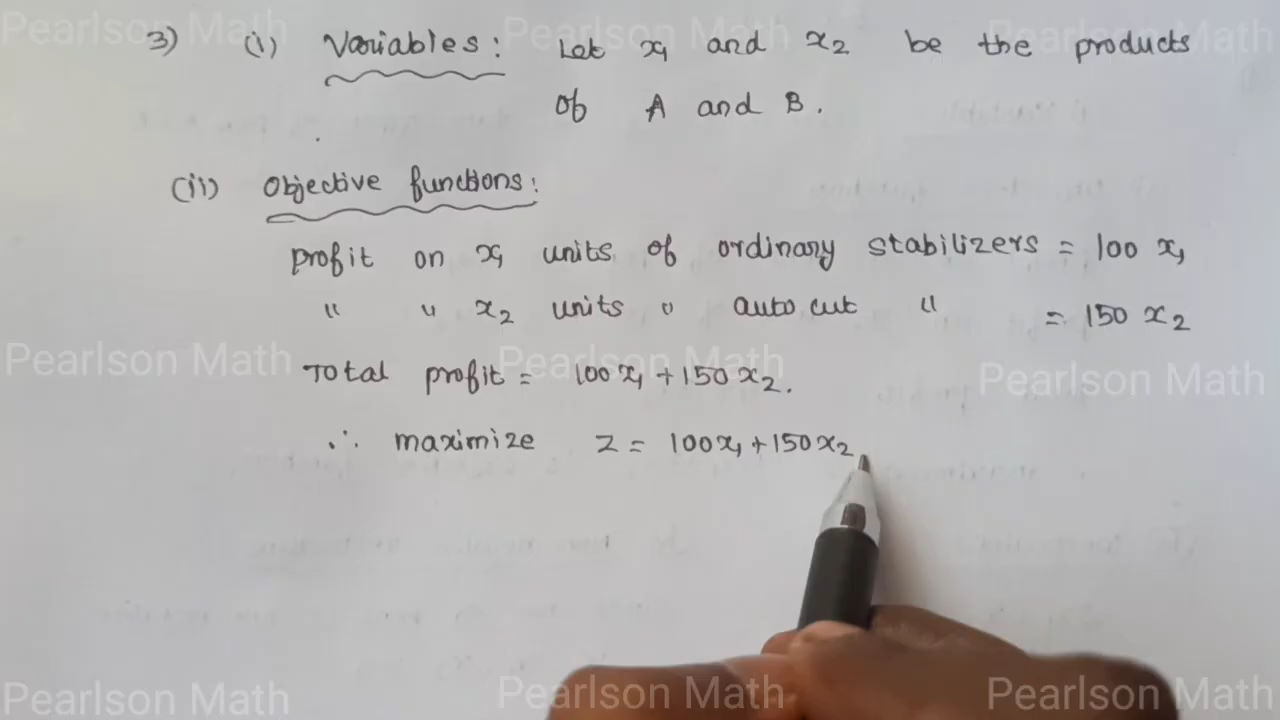 Pearlson Math Pearlson Math Pearlson Math
3) (i) Variables: Let x₁ and x₂ be the products
of A and B.
(ii) Objective functions:
profit on x₁ units of ordinary stabilizers = 100 x₁
" " x₂ units " auto cut " = 150 x₂
Pearlson Math Pearlson Math Pearlson Math
Total profit = 100x₁ + 150x₂.
∴ maximize Z = 100x₁ + 150x₂
Pearlson Math Pearlson Math Pearlson Math